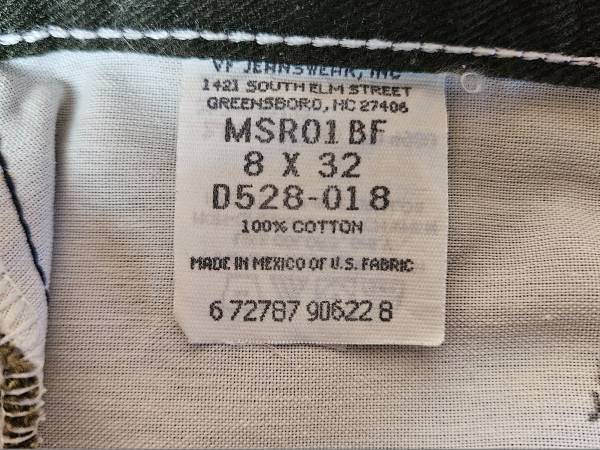 VF JEANSWEAR, INC
1421 SOUTH ELM STREET
GREENSBORO, NC 27406
MSR01BF
8 X 32
D528-018
100% COTTON
MADE IN MEXICO OF U.S. FABRIC
6 72787 90622 8